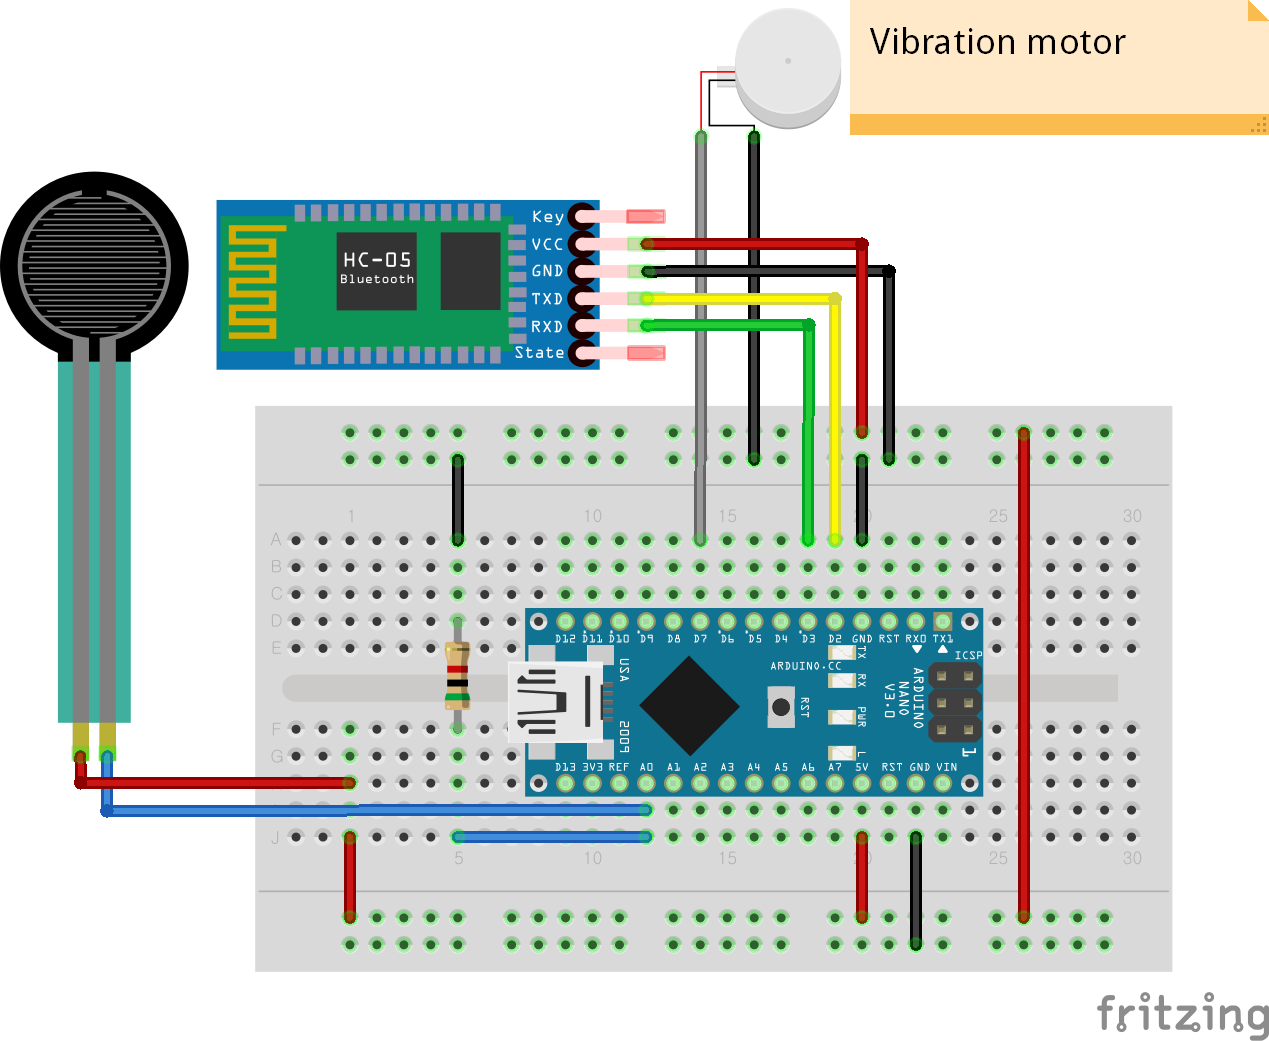 Vibration motor
Key
VCC
GND
TXD
RXD
State
HC-05
Bluetooth
1 10 15 20 25 30
A
B
C
D
E
F
G
J
D12 D11 D10 D9 D8 D7 D6 D5 D4 D3 D2 GND RST RX0 TX1
USA
2009
ARDUINO.CC
RST
TX
RX
PWR
L
ARDUINO
NANO
V3.0
ICSP
1
D13 3V3 REF A0 A1 A2 A3 A4 A5 A6 A7 5V RST GND VIN
5 10 15 20 25 30
fritzing